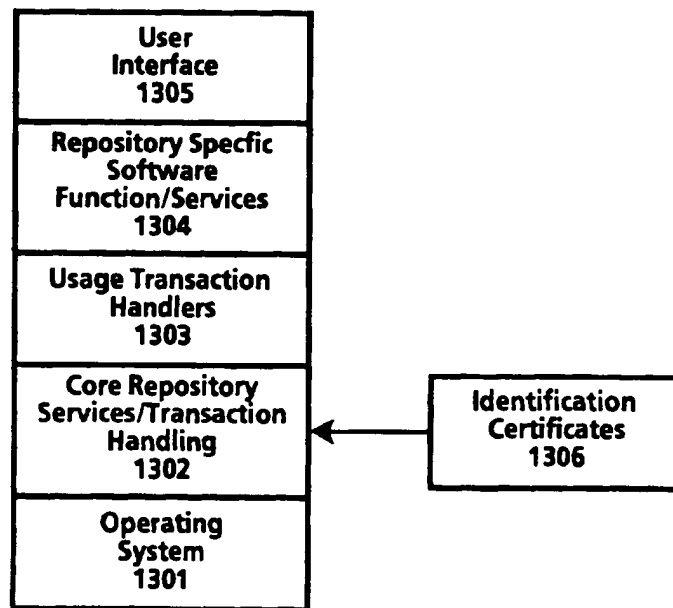 User
Interface
1305
Repository Specfic
Software
Function/Services
1304
Usage Transaction
Handlers
1303
Core Repository
Services/Transaction
Handling
1302
Identification
Certificates
1306
Operating
System
1301